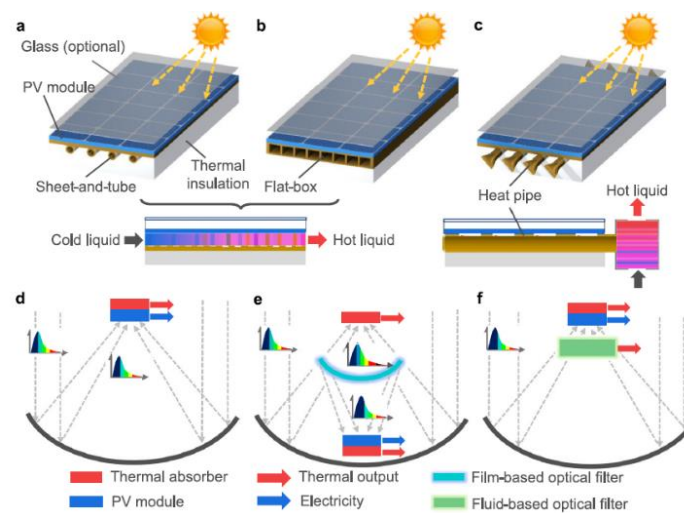 a
b
c
Glass (optional)
PV module
Sheet-and-tube
Thermal
insulation
Flat-box
Heat pipe
Hot liquid
Cold liquid
Hot liquid
d
e
f
Thermal absorber
Thermal output
Film-based optical filter
PV module
Electricity
Fluid-based optical filter